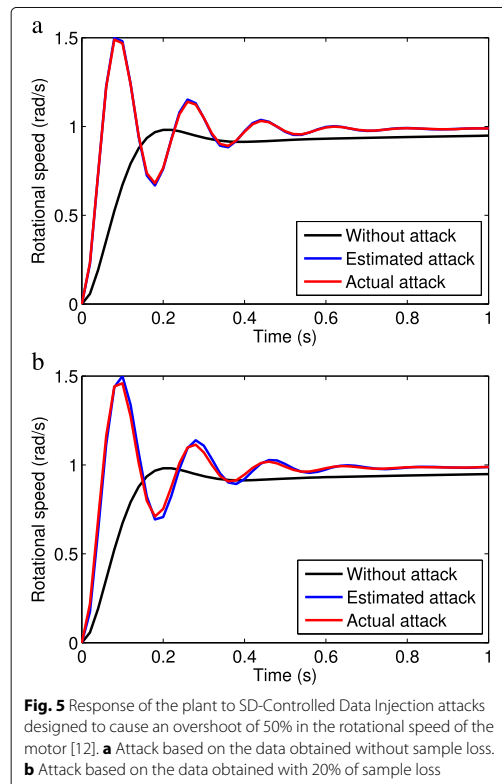 a
1.5
1
0.5
0
Rotational speed (rad/s)
Without attack
Estimated attack
Actual attack
0 0.2 0.4 0.6 0.8 1
Time (s)
b
1.5
1
0.5
0
Rotational speed (rad/s)
Without attack
Estimated attack
Actual attack
0 0.2 0.4 0.6 0.8 1
Time (s)
Fig. 5 Response of the plant to SD-Controlled Data Injection attacks
designed to cause an overshoot of 50% in the rotational speed of the
motor [12]. a Attack based on the data obtained without sample loss.
b Attack based on the data obtained with 20% of sample loss